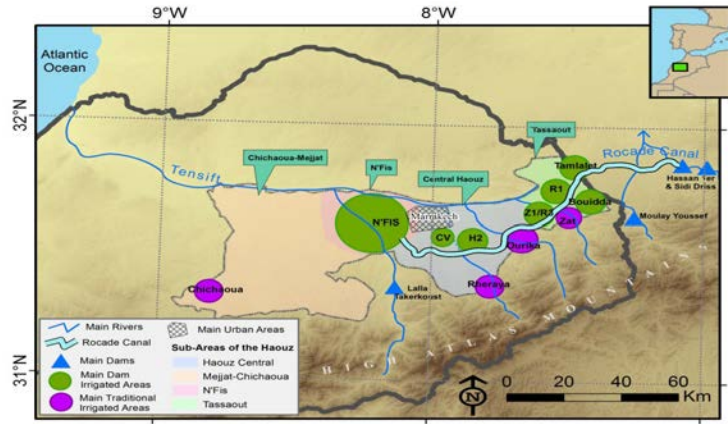 9°W
8°W
Atlantic
Ocean
32°N
Tensift
Chichaoua-Mejjat
N'Fis
Central Haouz
Tassaout
Rocade Canal
Tamlalet
Hassan 1er
& Sidi Driss
R1
Bouidda
Marrakech
N'FIS
Z1/R3
Zat
Moulay Youssef
CV
H2
Ourika
Chichaoua
Lalla
Takerkoust
Rheraya
HIGH ATLAS MOUNTAINS
31°N
Main Rivers
Rocade Canal
Main Dams
Main Dam
Irrigated Areas
Main Traditional
Irrigated Areas
Main Urban Areas
Sub-Areas of the Haouz
Haouz Central
Mejjat-Chichaoua
N'Fis
Tassaout
N
0 20 40 60
Km